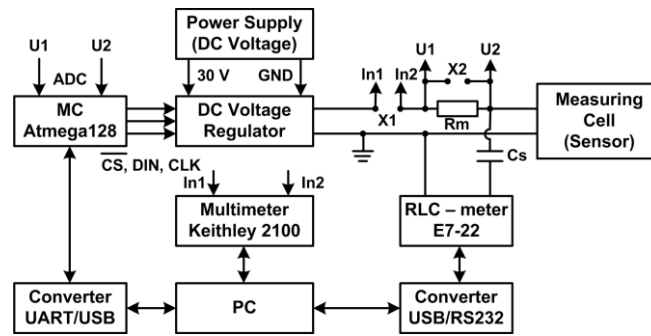 Power Supply
(DC Voltage)
U1
U2
ADC
30 V
GND
U1
U2
X2
In1
In2
MC
Atmega128
DC Voltage
Regulator
X1
Rm
Measuring
Cell
(Sensor)
CS, DIN, CLK
Cs
In1
In2
Multimeter
Keithley 2100
RLC – meter
E7-22
Converter
UART/USB
PC
Converter
USB/RS232